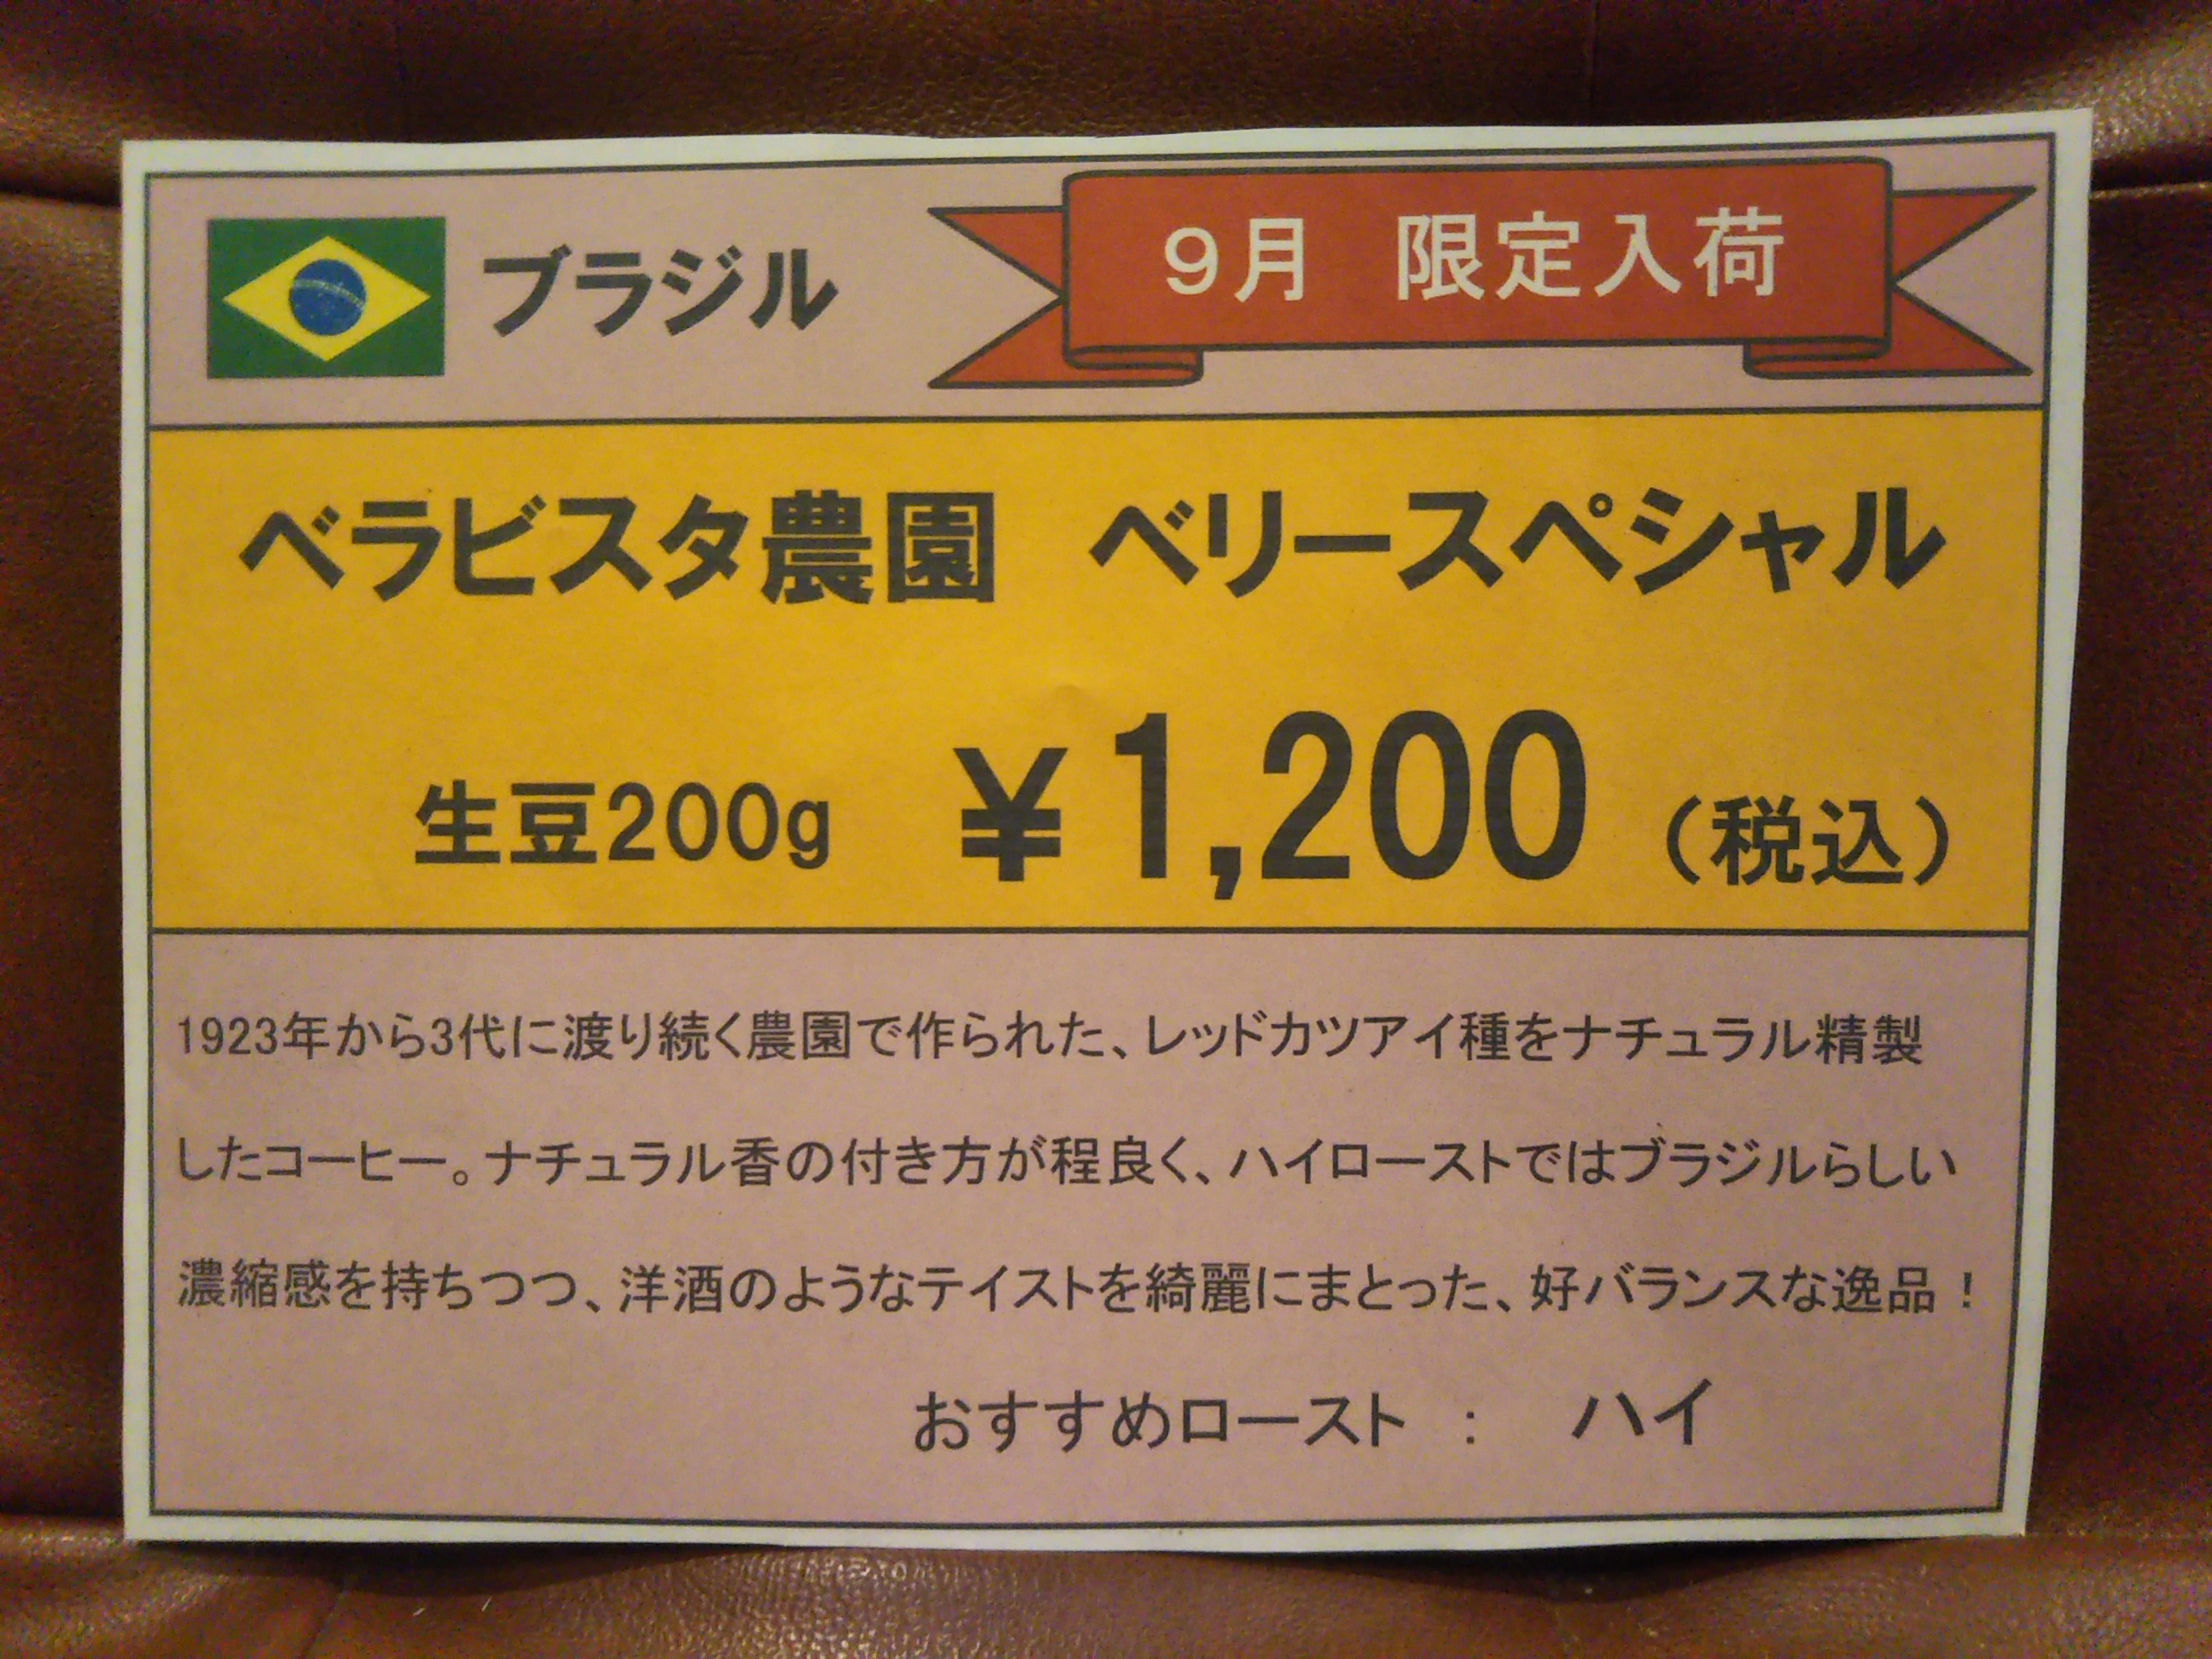 ブラジル
9月 限定入荷
ベラビスタ農園 ベリースペシャル
生豆200g ¥1,200 (税込)
1923年から3代に渡り続く農園で作られた、レッドカツアイ種をナチュラル精製
したコーヒー。ナチュラル香の付き方が程良く、ハイローストではブラジルらしい
濃縮感を持ちつつ、洋酒のようなテイストを綺麗にまとった、好バランスな逸品！
おすすめロースト ： ハイ